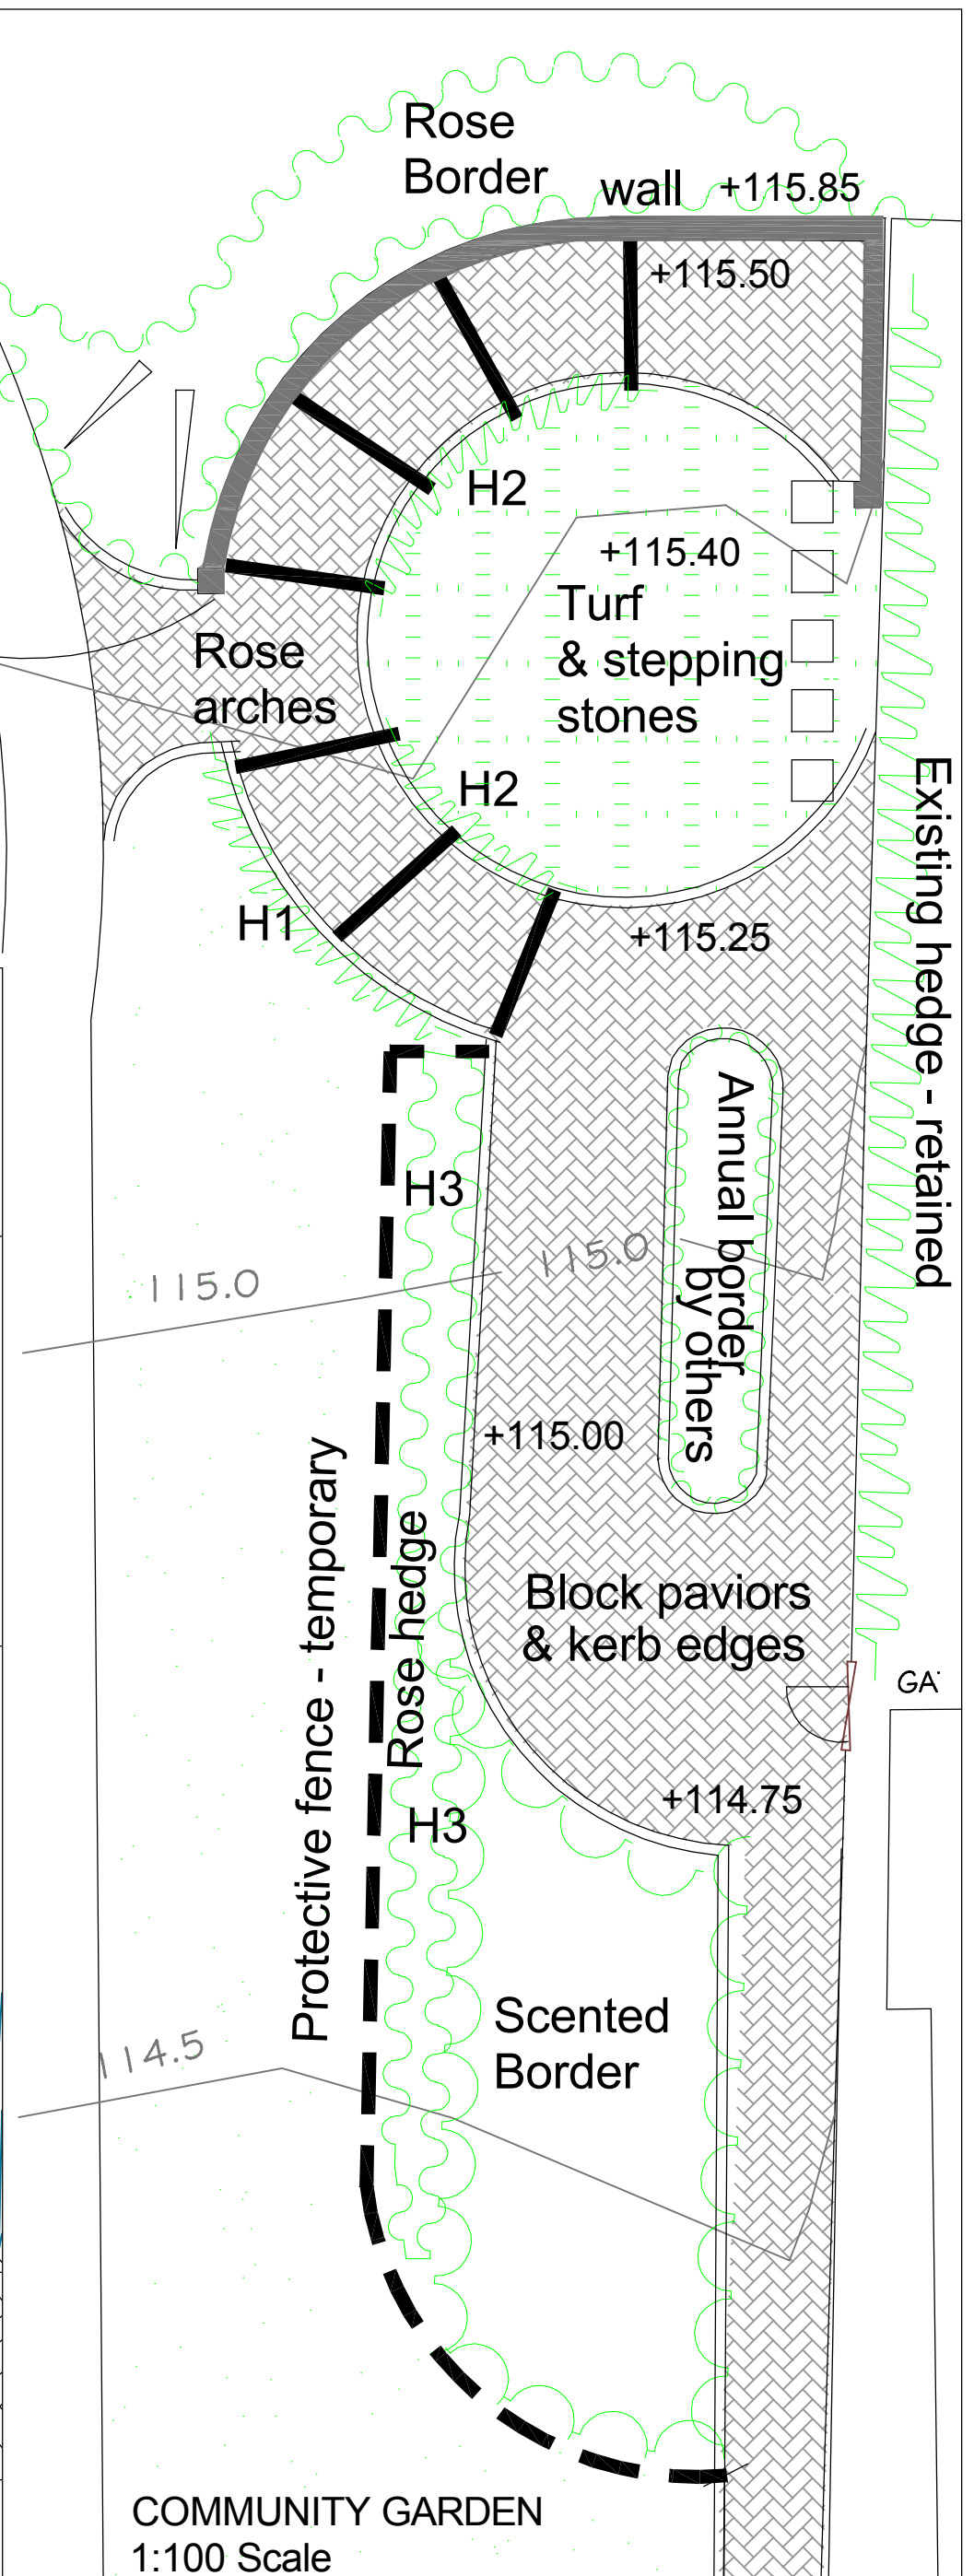 Rose
Border
wall +115.85
+115.50
H2
+115.40
Turf
& stepping
stones
Rose
arches
H2
H1
+115.25
Existing hedge - retained
Annual border
by others
H3
115.0
115.0
+115.00
Protective fence - temporary
Rose hedge
Block paviors
& kerb edges
GA
+114.75
H3
Scented
Border
114.5
COMMUNITY GARDEN
1:100 Scale